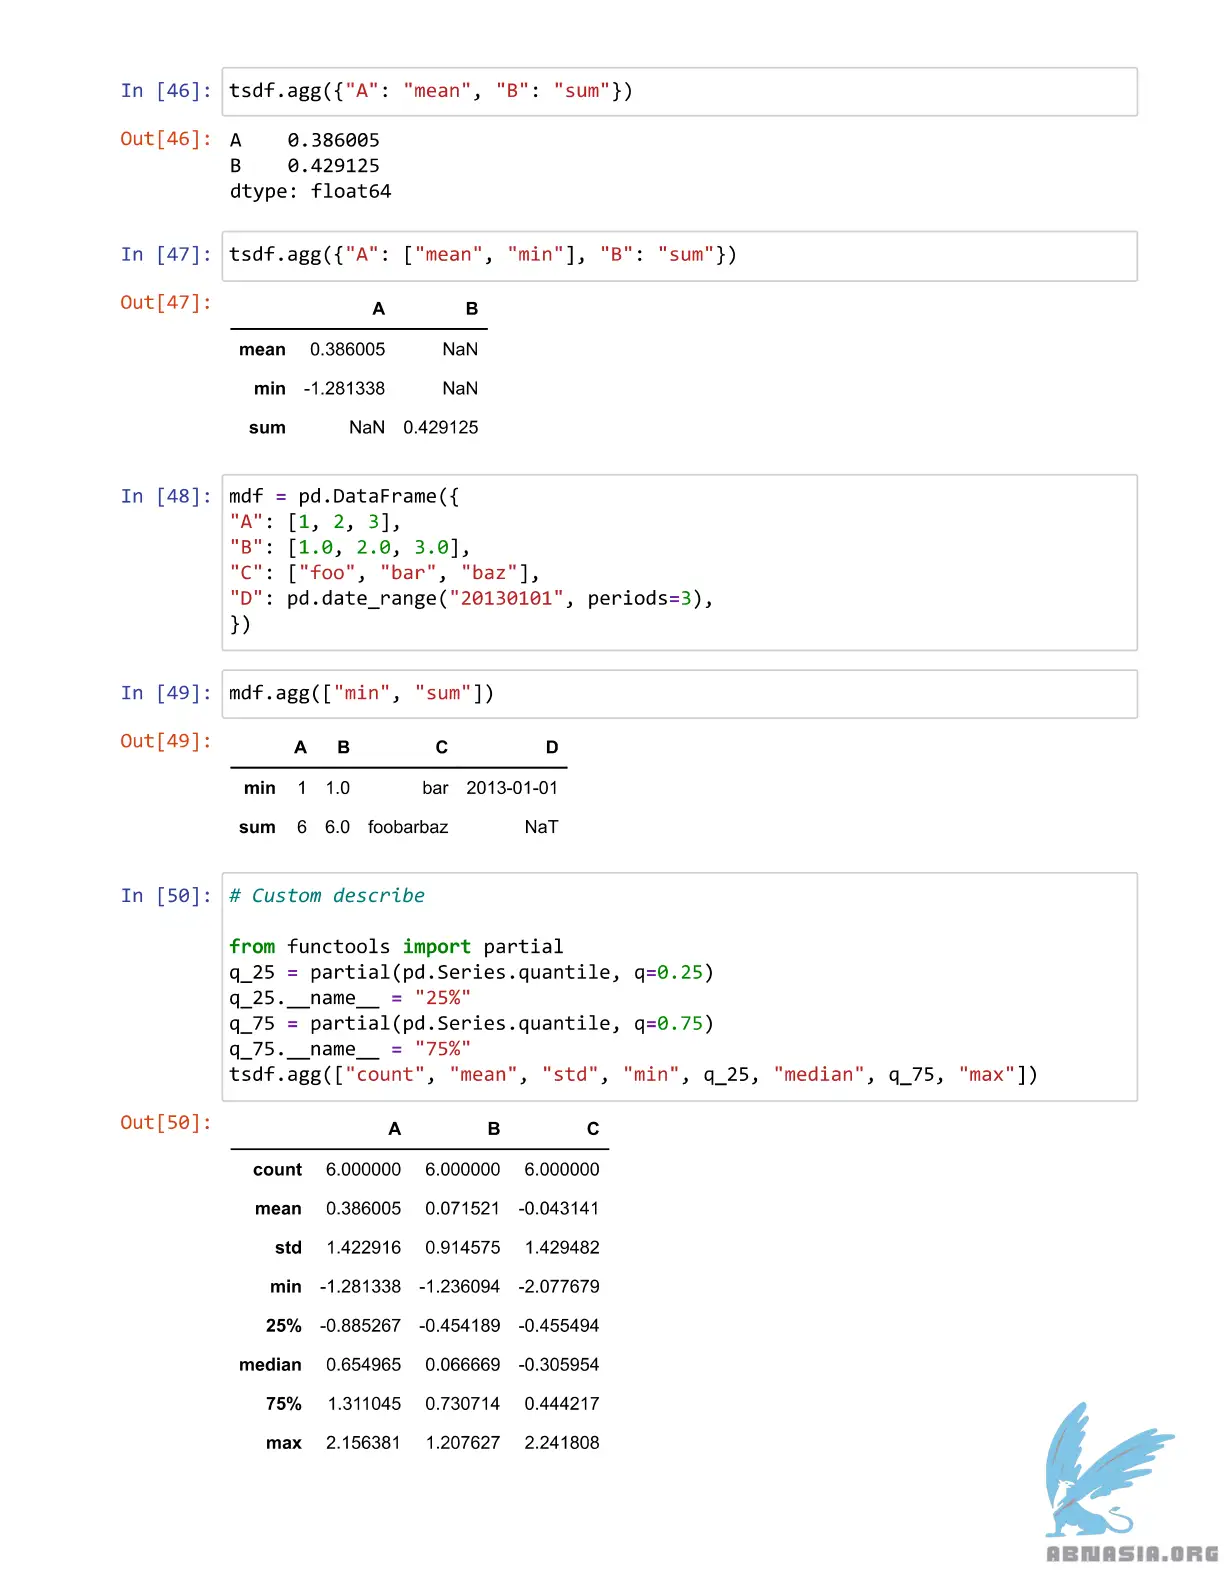 In [46]: tsdf.agg({"A": "mean", "B": "sum"})
Out[46]: A    0.386005
B    0.429125
dtype: float64
In [47]: tsdf.agg({"A": ["mean", "min"], "B": "sum"})
Out[47]:
A B
mean 0.386005 NaN
min -1.281338 NaN
sum NaN 0.429125
In [48]: mdf = pd.DataFrame({
"A": [1, 2, 3],
"B": [1.0, 2.0, 3.0],
"C": ["foo", "bar", "baz"],
"D": pd.date_range("20130101", periods=3),
})
In [49]: mdf.agg(["min", "sum"])
Out[49]:
A B C D
min 1 1.0 bar 2013-01-01
sum 6 6.0 foobarbaz NaT
In [50]: # Custom describe
from functools import partial
q_25 = partial(pd.Series.quantile, q=0.25)
q_25.__name__ = "25%"
q_75 = partial(pd.Series.quantile, q=0.75)
q_75.__name__ = "75%"
tsdf.agg(["count", "mean", "std", "min", q_25, "median", q_75, "max"])
Out[50]:
A B C
count 6.000000 6.000000 6.000000
mean 0.386005 0.071521 -0.043141
std 1.422916 0.914575 1.429482
min -1.281338 -1.236094 -2.077679
25% -0.885267 -0.454189 -0.455494
median 0.654965 0.066669 -0.305954
75% 1.311045 0.730714 0.444217
max 2.156381 1.207627 2.241808
ABNASIA.ORG